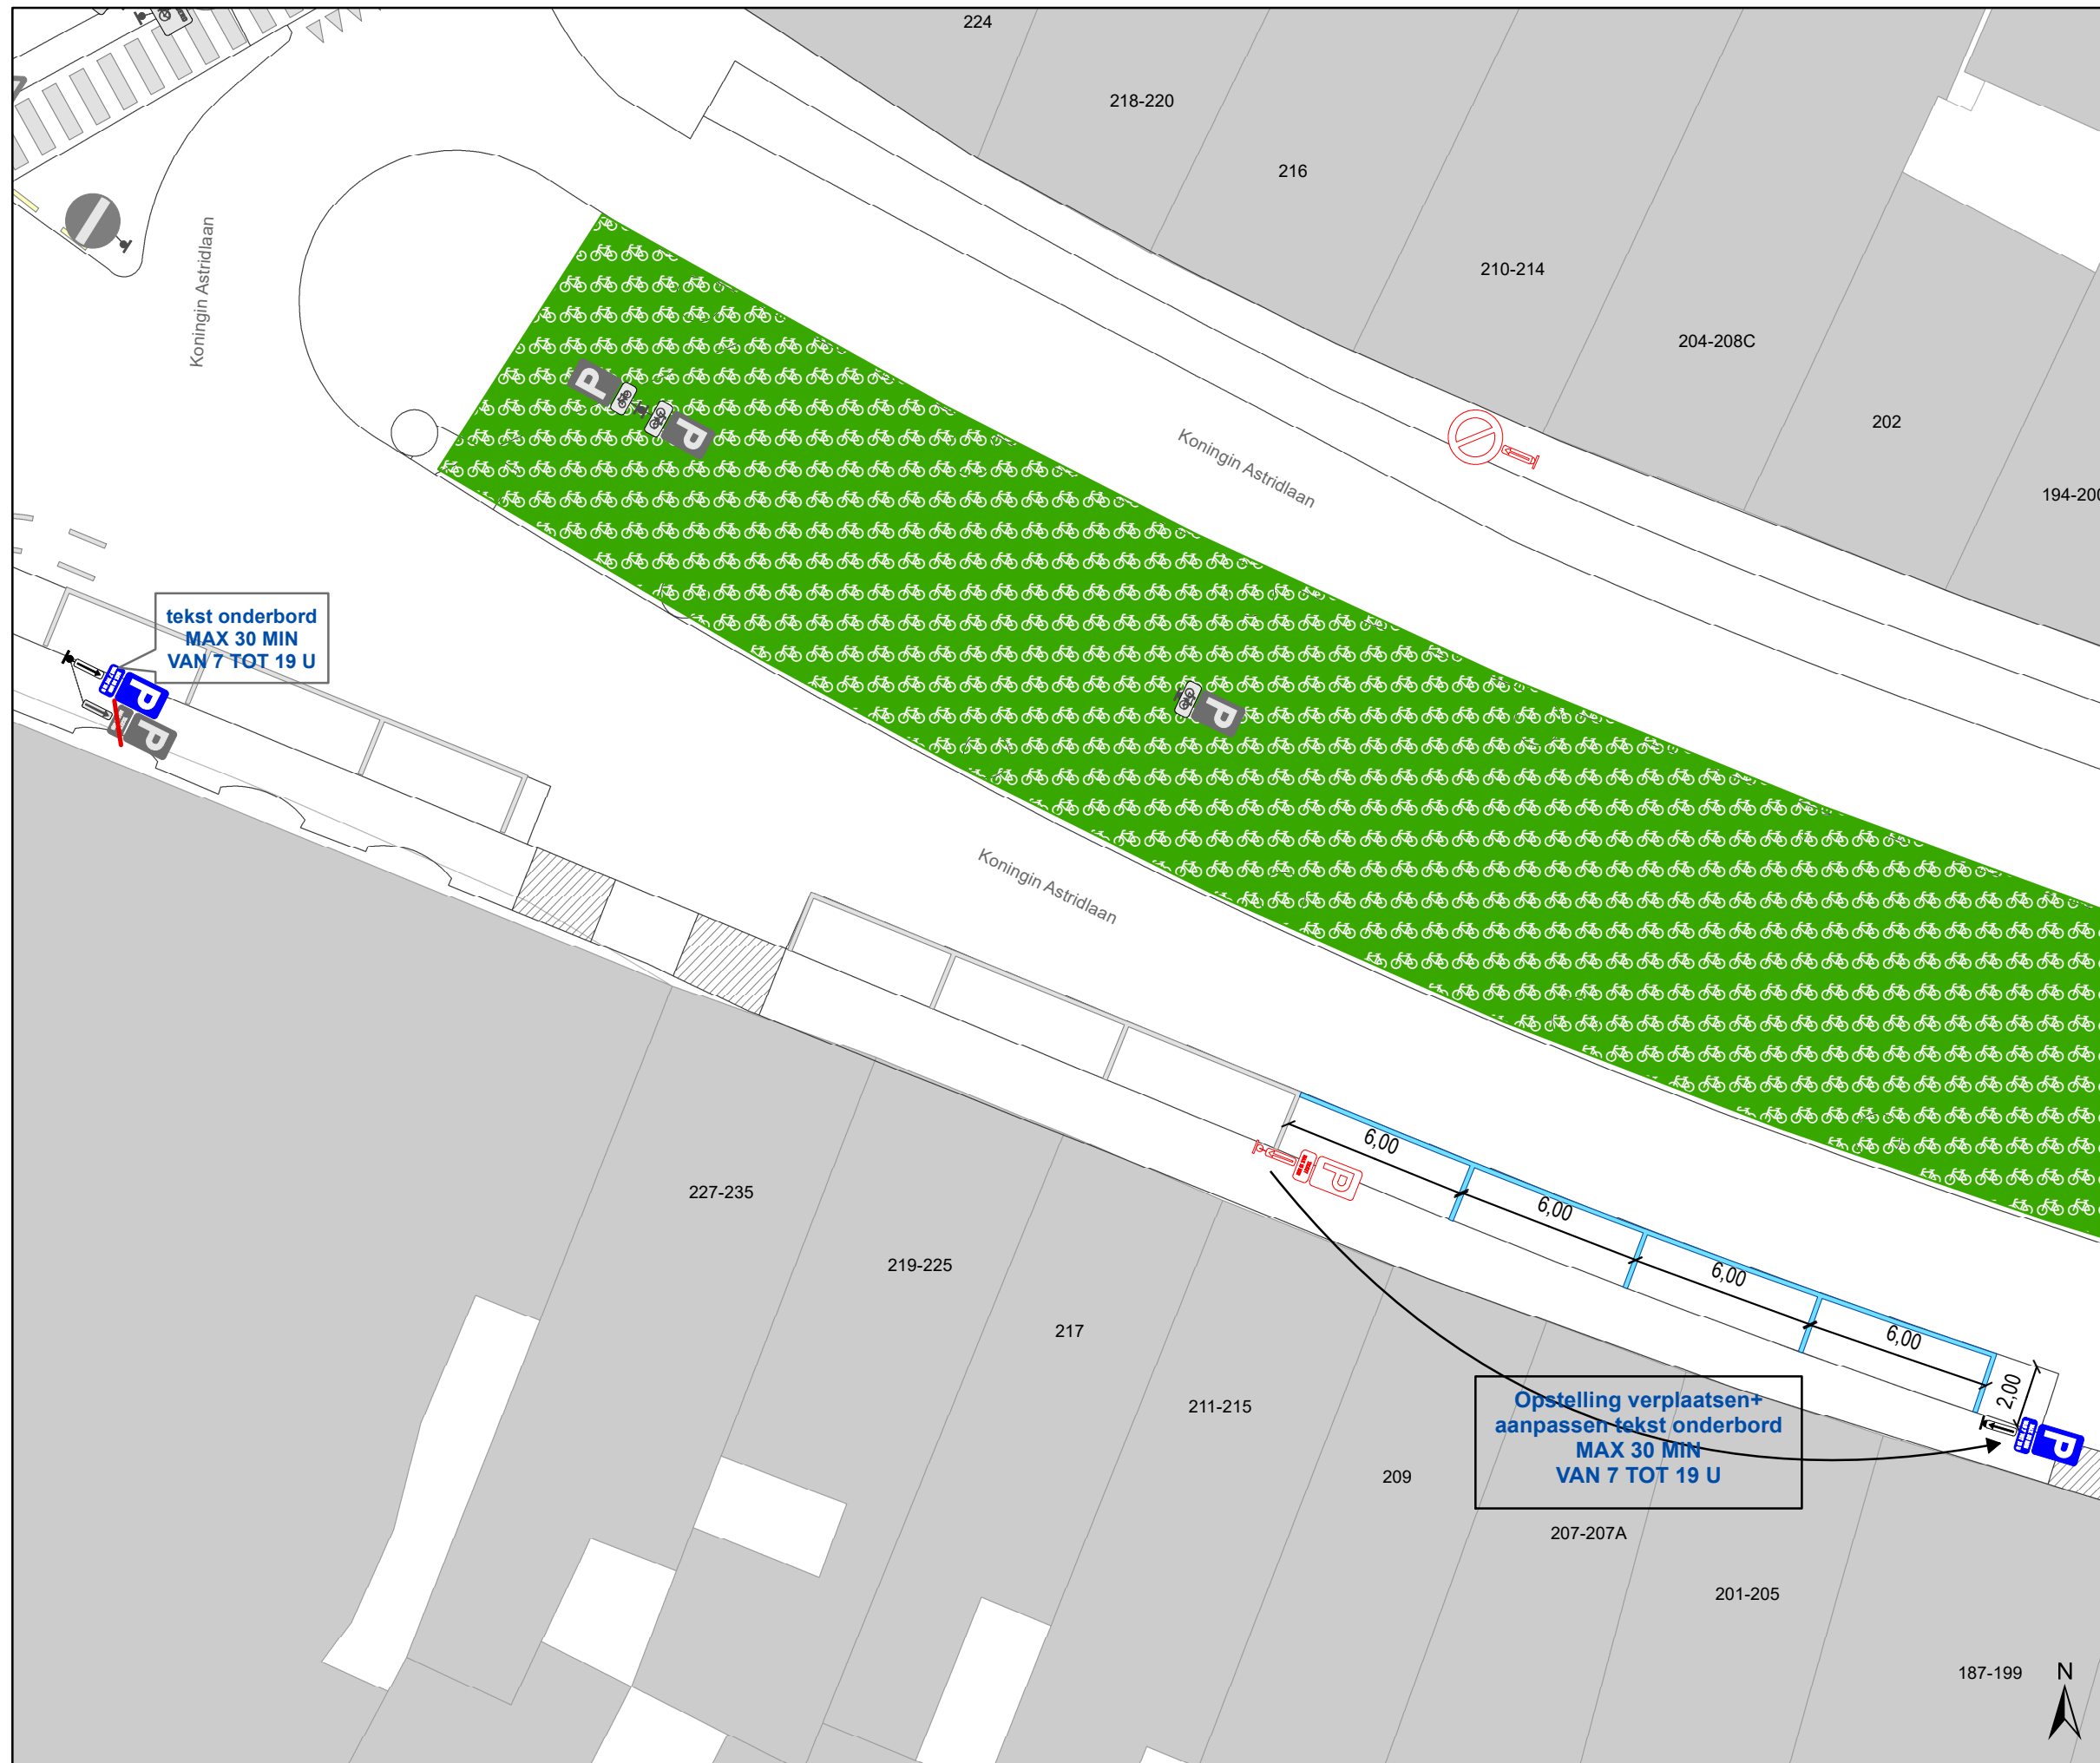 224
218-220
216
210-214
204-208C
202
194-200
Koningin Astridlaan
Koningin Astridlaan
Koningin Astridlaan
P
P
P
tekst onderbord
MAX 30 MIN
VAN 7 TOT 19 U
P
P
6,00
6,00
6,00
6,00
2,00
P
P
Opstelling verplaatsen+
aanpassen tekst onderbord
MAX 30 MIN
VAN 7 TOT 19 U
227-235
219-225
217
211-215
209
207-207A
201-205
187-199
N